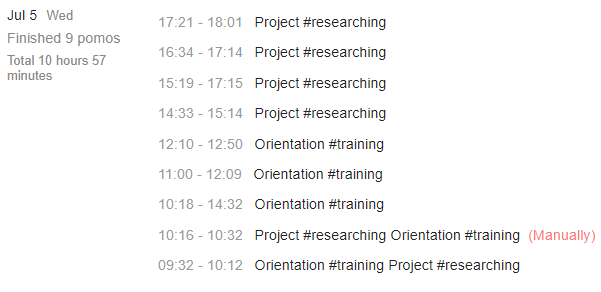 Jul 5 Wed
Finished 9 pomos
Total 10 hours 57
minutes
17:21 - 18:01 Project #researching
16:34 - 17:14 Project #researching
15:19 - 17:15 Project #researching
14:33 - 15:14 Project #researching
12:10 - 12:50 Orientation #training
11:00 - 12:09 Orientation #training
10:18 - 14:32 Orientation #training
10:16 - 10:32 Project #researching Orientation #training (Manually)
09:32 - 10:12 Orientation #training Project #researching